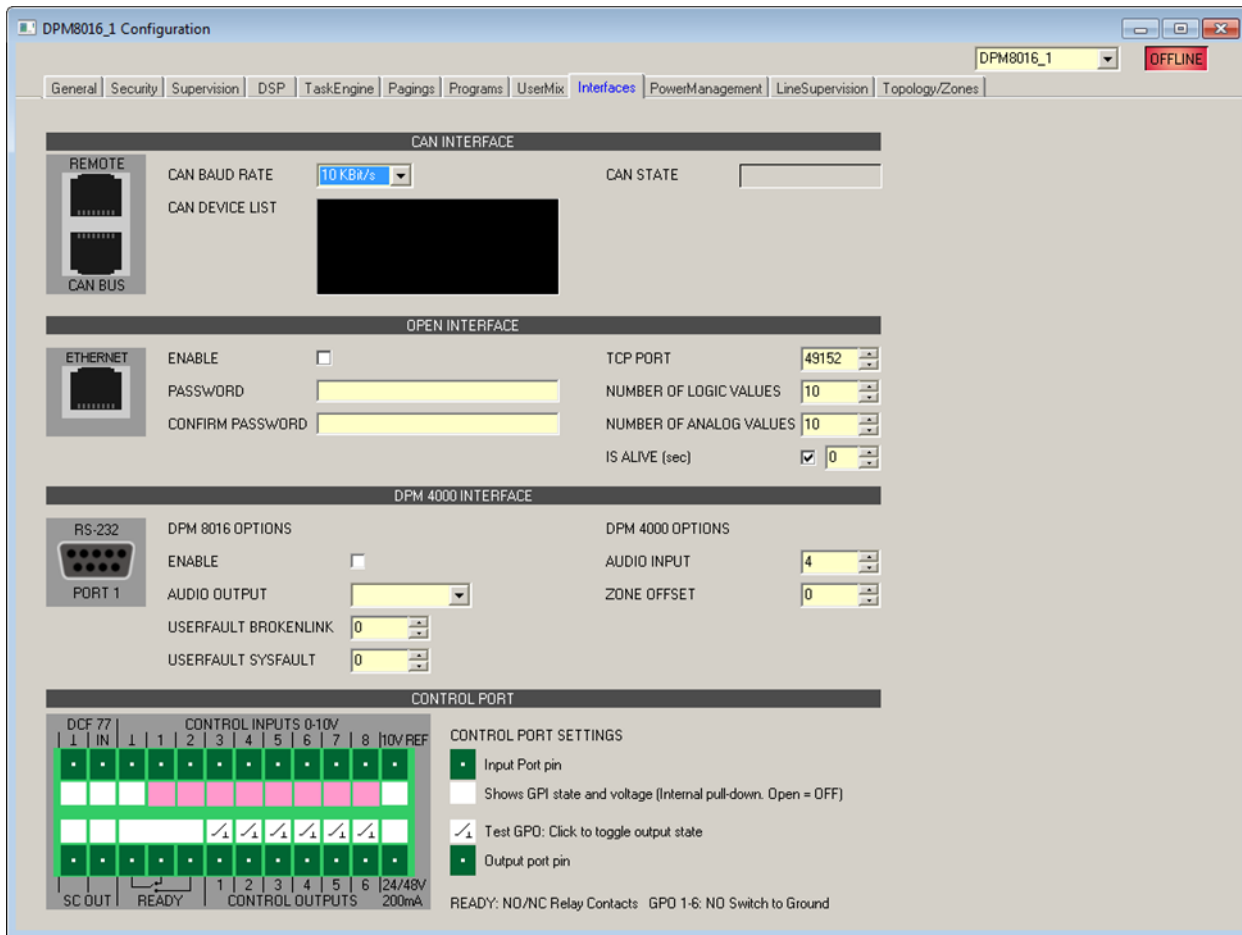 DPM8016_1 Configuration
DPM8016_1 OFFLINE
General Security Supervision DSP TaskEngine Pagings Programs UserMix Interfaces PowerManagement LineSupervision Topology/Zones
CAN INTERFACE
REMOTE
CAN BUS
CAN BAUD RATE 10 KBit/s CAN STATE
CAN DEVICE LIST
OPEN INTERFACE
ETHERNET
ENABLE TCP PORT 49152
PASSWORD NUMBER OF LOGIC VALUES 10
CONFIRM PASSWORD NUMBER OF ANALOG VALUES 10
IS ALIVE (sec) 0
DPM 4000 INTERFACE
RS-232
PORT 1
DPM 8016 OPTIONS DPM 4000 OPTIONS
ENABLE AUDIO INPUT 4
AUDIO OUTPUT ZONE OFFSET 0
USERFAULT BROKENLINK 0
USERFAULT SYSFAULT 0
CONTROL PORT
DCF 77 CONTROL INPUTS 0-10V
⊥ IN ⊥ 1 2 3 4 5 6 7 8 10V REF
1 2 3 4 5 6 24/48V
SC OUT READY CONTROL OUTPUTS 200mA
CONTROL PORT SETTINGS
Input Port pin
Shows GPI state and voltage (Internal pull-down. Open = OFF)
Test GPO: Click to toggle output state
Output port pin
READY: NO/NC Relay Contacts GPO 1-6: NO Switch to Ground